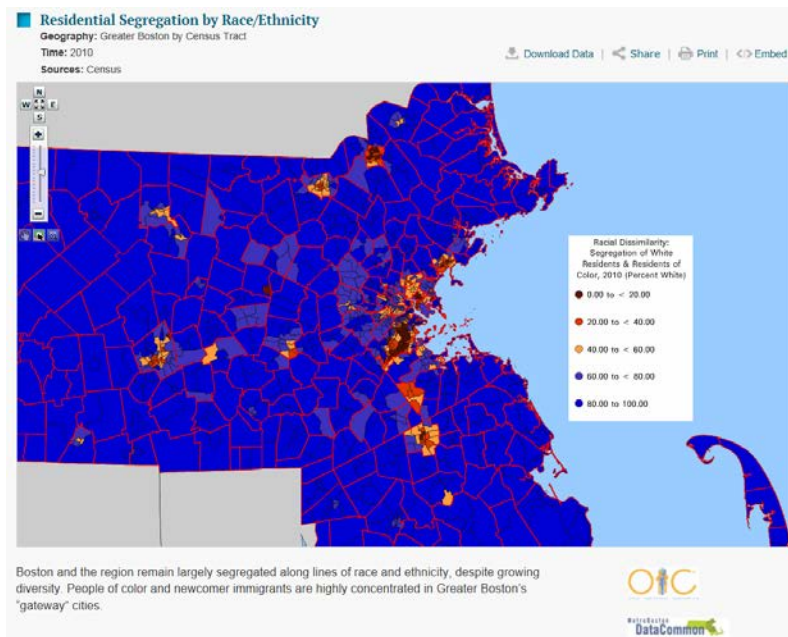 Residential Segregation by Race/Ethnicity
Geography: Greater Boston by Census Tract
Time: 2010
Sources: Census
Download Data | Share | Print | Embed
N
W E
S
Racial Dissimilarity:
Segregation of White
Residents & Residents of
Color, 2010 (Percent White)
0.00 to < 20.00
20.00 to < 40.00
40.00 to < 60.00
60.00 to < 80.00
80.00 to 100.00
Boston and the region remain largely segregated along lines of race and ethnicity, despite growing
diversity. People of color and newcomer immigrants are highly concentrated in Greater Boston's
"gateway" cities.
OIC
MetroBoston
DataCommon